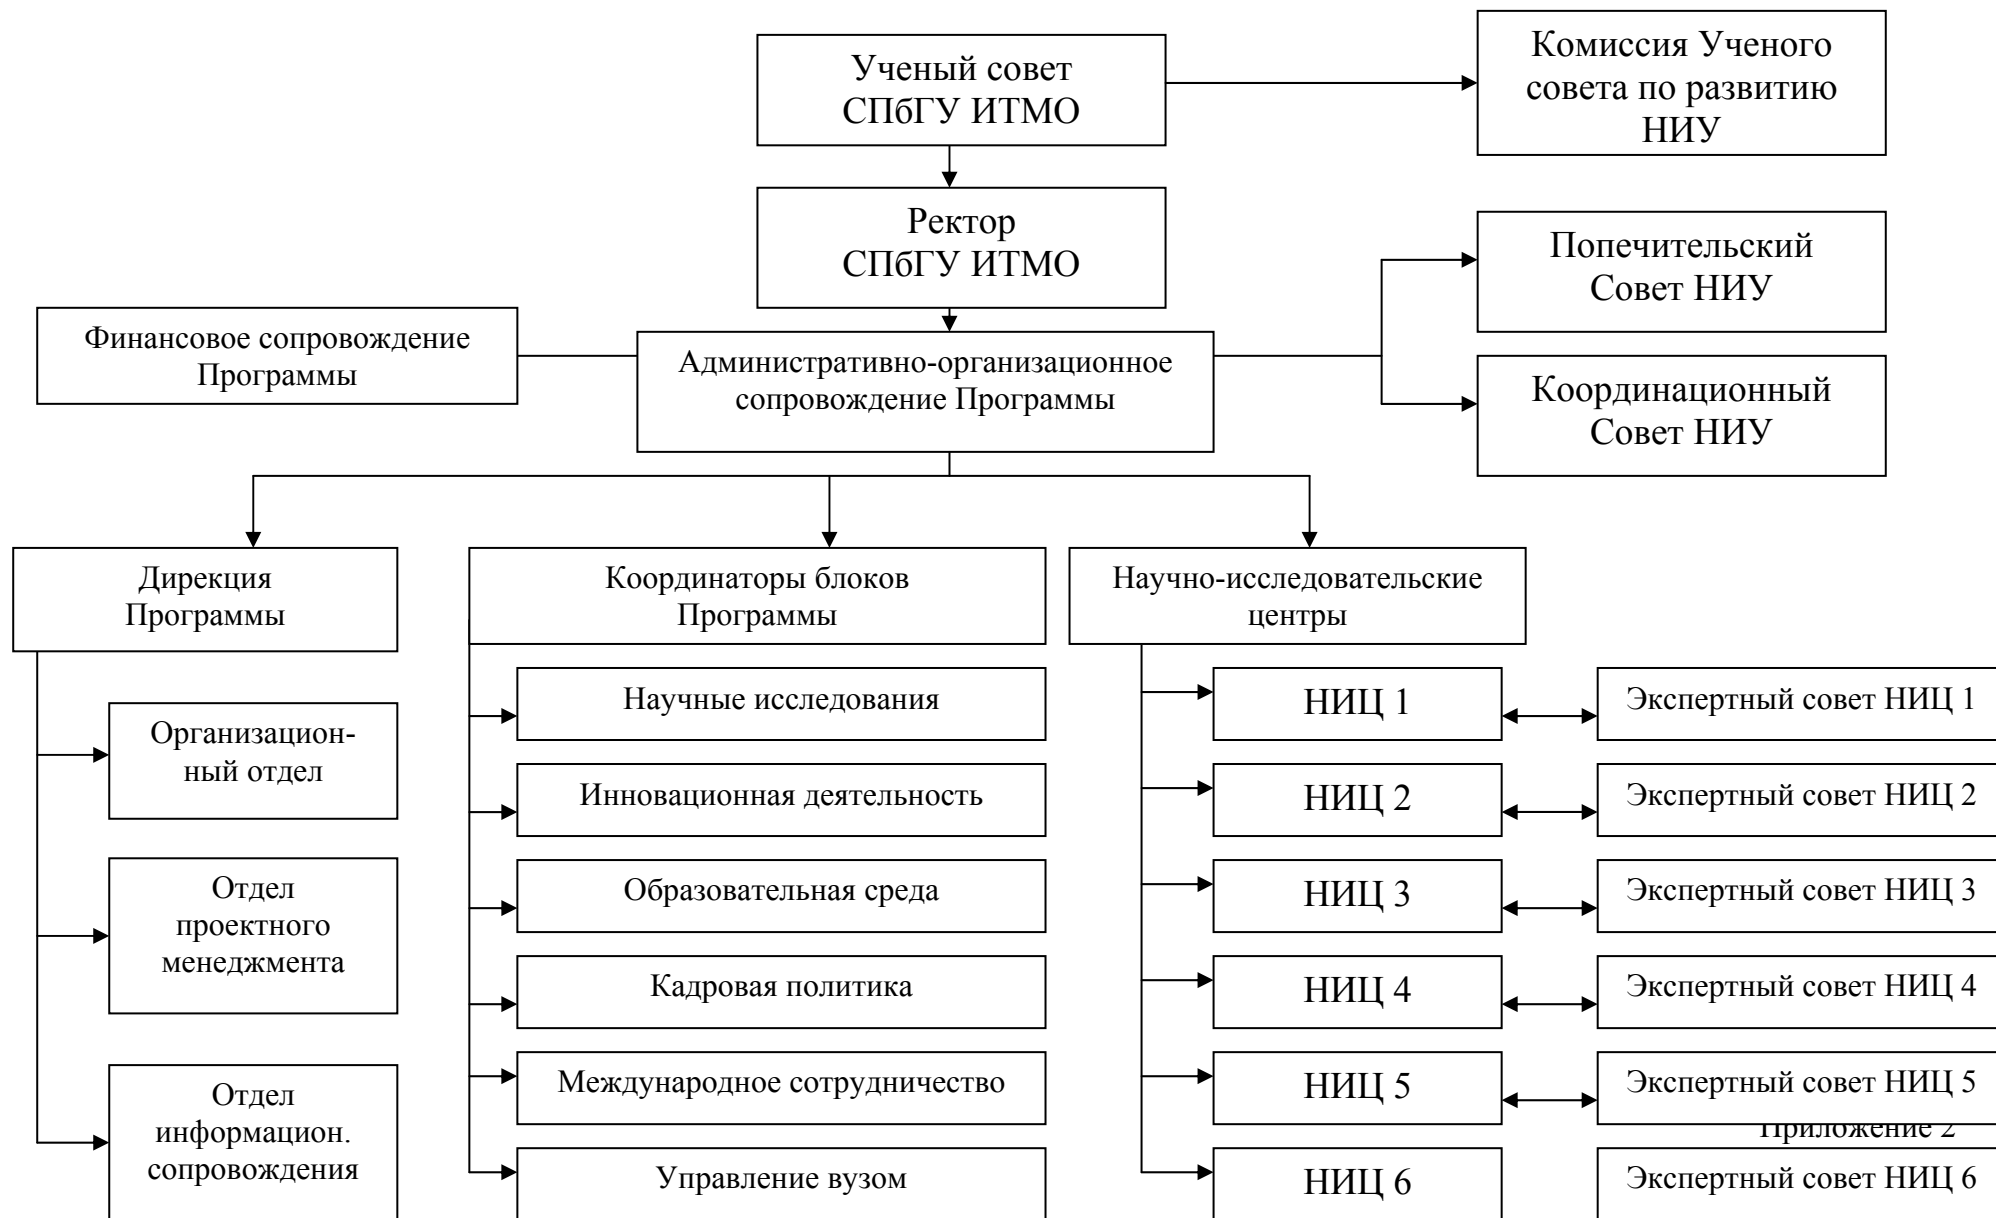 Ученый совет
СПбГУ ИТМО
Комиссия Ученого
совета по развитию
НИУ
Ректор
СПбГУ ИТМО
Попечительский
Совет НИУ
Финансовое сопровождение
Программы
Административно-организационное
сопровождение Программы
Координационный
Совет НИУ
Дирекция
Программы
Координаторы блоков
Программы
Научно-исследовательские
центры
Организацион-
ный отдел
Отдел
проектного
менеджмента
Отдел
информацион.
сопровождения
Научные исследования
Инновационная деятельность
Образовательная среда
Кадровая политика
Международное сотрудничество
Управление вузом
НИЦ 1
Экспертный совет НИЦ 1
НИЦ 2
Экспертный совет НИЦ 2
НИЦ 3
Экспертный совет НИЦ 3
НИЦ 4
Экспертный совет НИЦ 4
НИЦ 5
Экспертный совет НИЦ 5
Приложение 2
НИЦ 6
Экспертный совет НИЦ 6